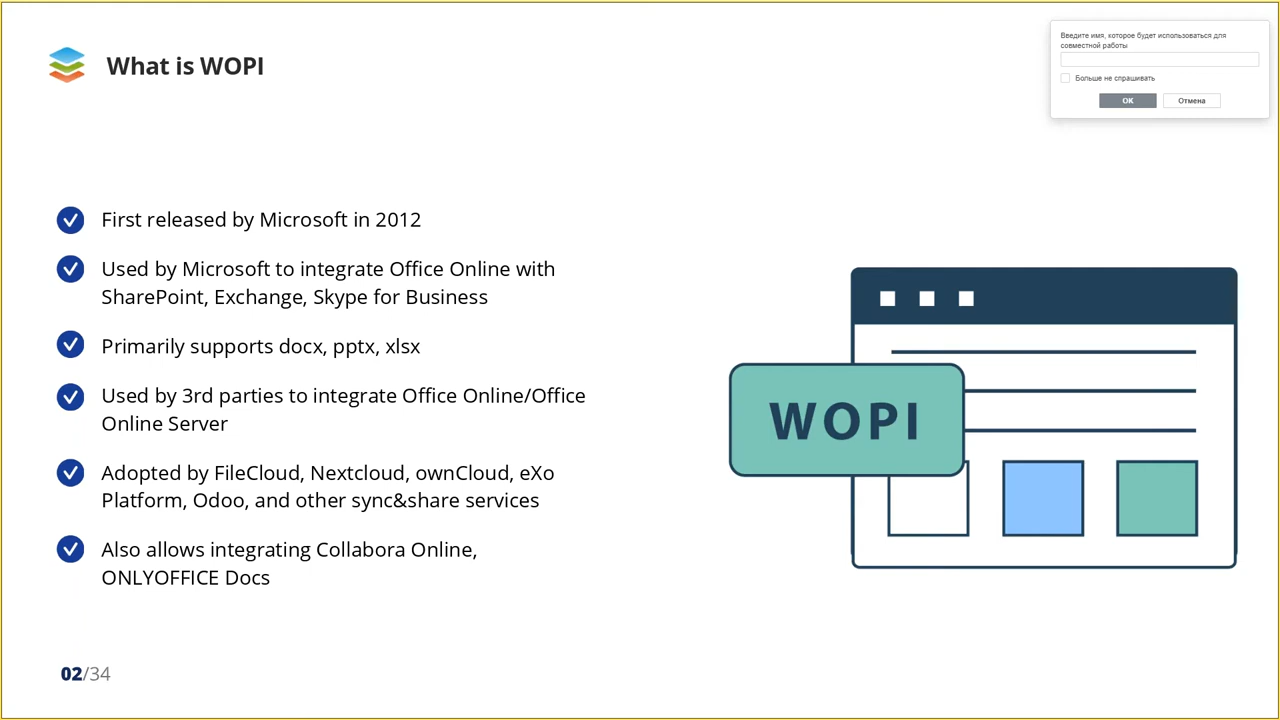 What is WOPI
Введите имя, которое будет использоваться для
совместной работы
Больше не спрашивать
ОК
Отмена
First released by Microsoft in 2012
Used by Microsoft to integrate Office Online with
SharePoint, Exchange, Skype for Business
Primarily supports docx, pptx, xlsx
Used by 3rd parties to integrate Office Online/Office
Online Server
Adopted by FileCloud, Nextcloud, ownCloud, eXo
Platform, Odoo, and other sync&share services
Also allows integrating Collabora Online,
ONLYOFFICE Docs
WOPI
02/34